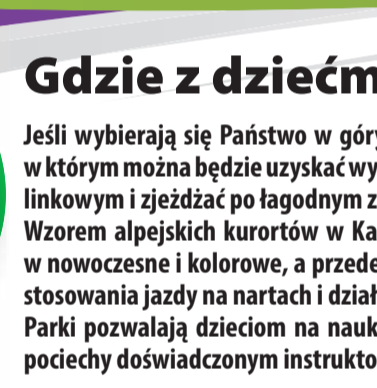 Gdzie z dziećm
Jeśli wybierają się Państwo w góry
w którym można będzie uzyskać wy
linkowym i zjeżdżać po łagodnym z
Wzorem alpejskich kurortów w Ka
w nowoczesne i kolorowe, a przede
stosowania jazdy na nartach i dział
Parki pozwalają dzieciom na nauk
pociechy doświadczonym instrukto